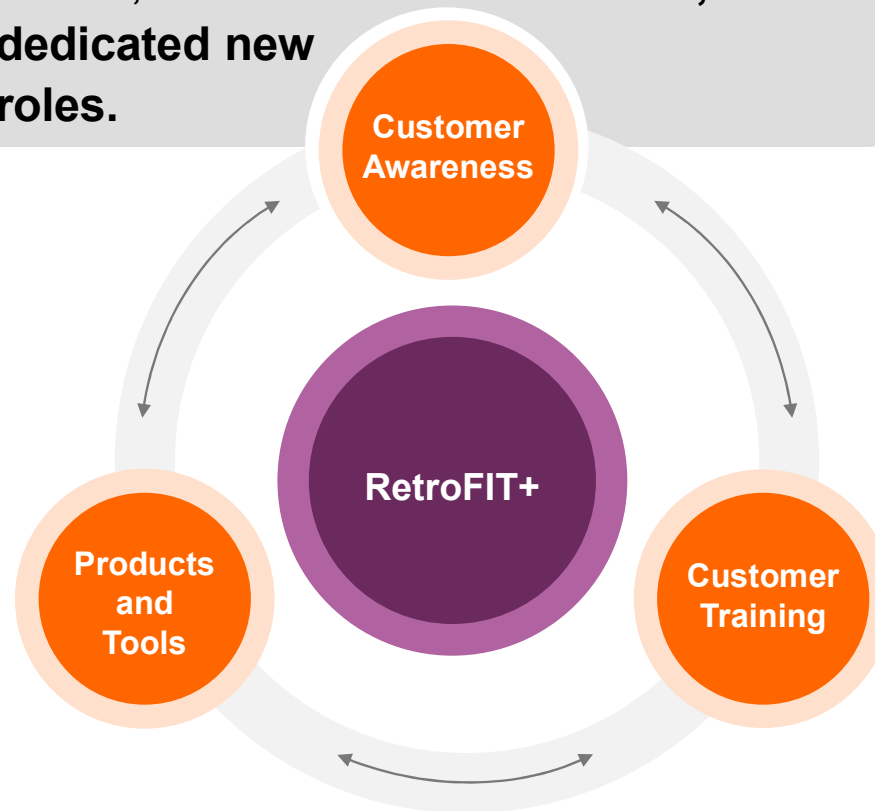 dedicated new
roles.
Customer
Awareness
RetroFIT+
Products
and
Tools
Customer
Training